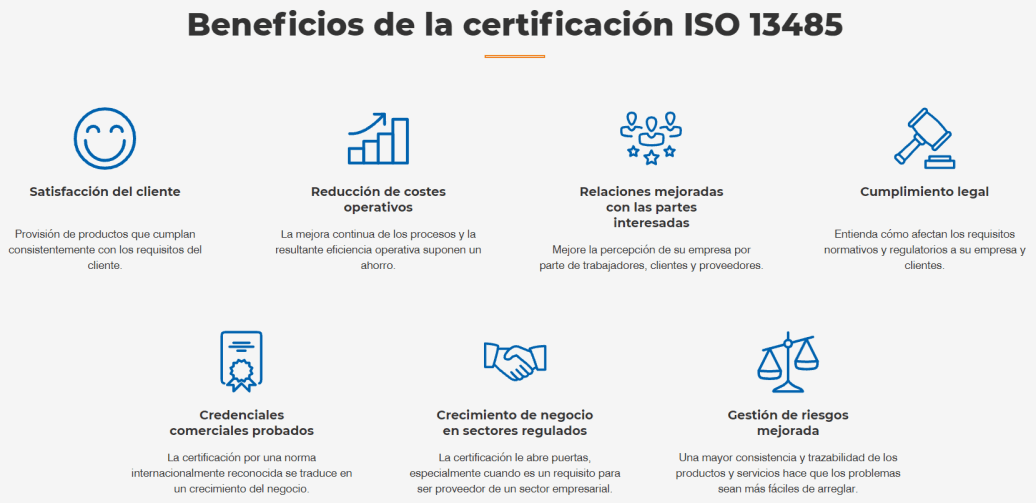 Beneficios de la certificación ISO 13485
Satisfacción del cliente
Provisión de productos que cumplan
consistentemente con los requisitos del
cliente.
Reducción de costes
operativos
La mejora continua de los procesos y la
resultante eficiencia operativa suponen un
ahorro.
Relaciones mejoradas
con las partes
interesadas
Mejore la percepción de su empresa por
parte de trabajadores, clientes y proveedores.
Cumplimiento legal
Entienda cómo afectan los requisitos
normativos y regulatorios a su empresa y
clientes.
Credenciales
comerciales probados
La certificación por una norma
internacionalmente reconocida se traduce en
un crecimiento del negocio.
Crecimiento de negocio
en sectores regulados
La certificación le abre puertas,
especialmente cuando es un requisito para
ser proveedor de un sector empresarial.
Gestión de riesgos
mejorada
Una mayor consistencia y trazabilidad de los
productos y servicios hace que los problemas
sean más fáciles de arreglar.